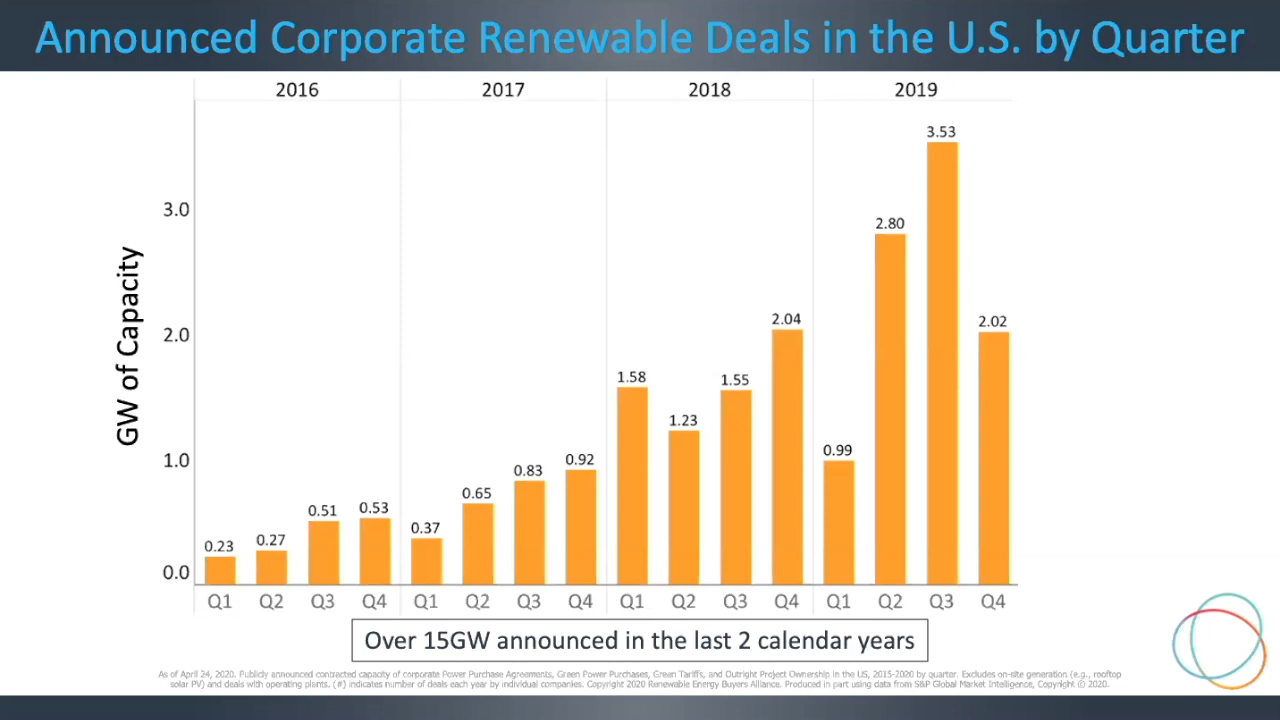 Announced Corporate Renewable Deals in the U.S. by Quarter
2016 2017 2018 2019
GW of Capacity
3.0
2.0
1.0
0.0
0.23 0.27 0.51 0.53 0.37 0.65 0.83 0.92 1.58 1.23 1.55 2.04 0.99 2.80 3.53 2.02
Q1 Q2 Q3 Q4 Q1 Q2 Q3 Q4 Q1 Q2 Q3 Q4 Q1 Q2 Q3 Q4
Over 15GW announced in the last 2 calendar years
As of April 24, 2020. Publicly announced contracted capacity of corporate Power Purchase Agreements, Green Power Purchases, Green Tariffs, and Outright Project Ownership in the US, 2015-2020 by quarter. Excludes on-site generation (e.g., rooftop
solar PV) and deals with operating plants. (#) indicates number of deals each year by individual companies. Copyright 2020 Renewable Energy Buyers Alliance. Produced in part using data from S&P Global Market Intelligence, Copyright © 2020.